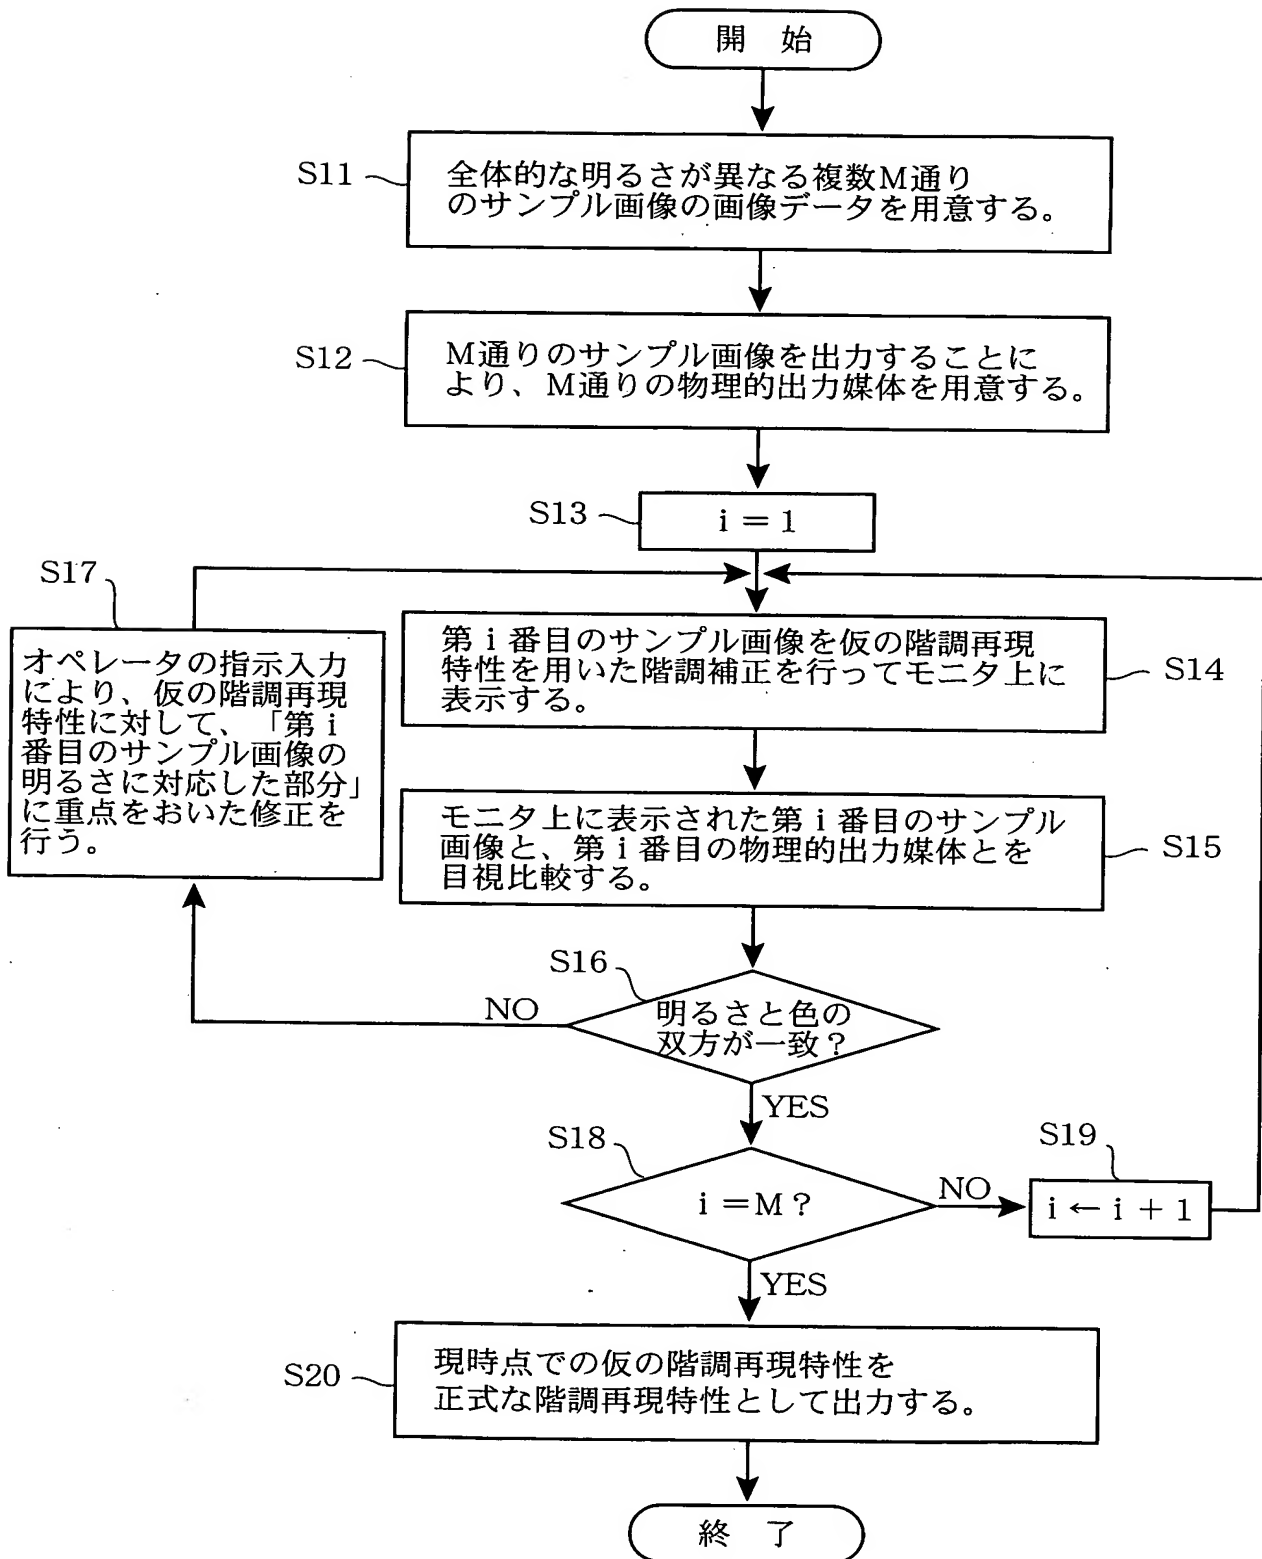 開 始
S11
全体的な明るさが異なる複数M通り
のサンプル画像の画像データを用意する。
S12
M通りのサンプル画像を出力することに
より、M通りの物理的出力媒体を用意する。
S13
i = 1
S17
オペレータの指示入力
により、仮の階調再現
特性に対して、「第 i
番目のサンプル画像の
明るさに対応した部分」
に重点をおいた修正を
行う。
第 i 番目のサンプル画像を仮の階調再現
特性を用いた階調補正を行ってモニタ上に
表示する。
S14
モニタ上に表示された第 i 番目のサンプル
画像と、第 i 番目の物理的出力媒体とを
目視比較する。
S15
S16
NO
明るさと色の
双方が一致？
YES
S18
i =M？
NO
S19
i ← i + 1
YES
S20
現時点での仮の階調再現特性を
正式な階調再現特性として出力する。
終 了